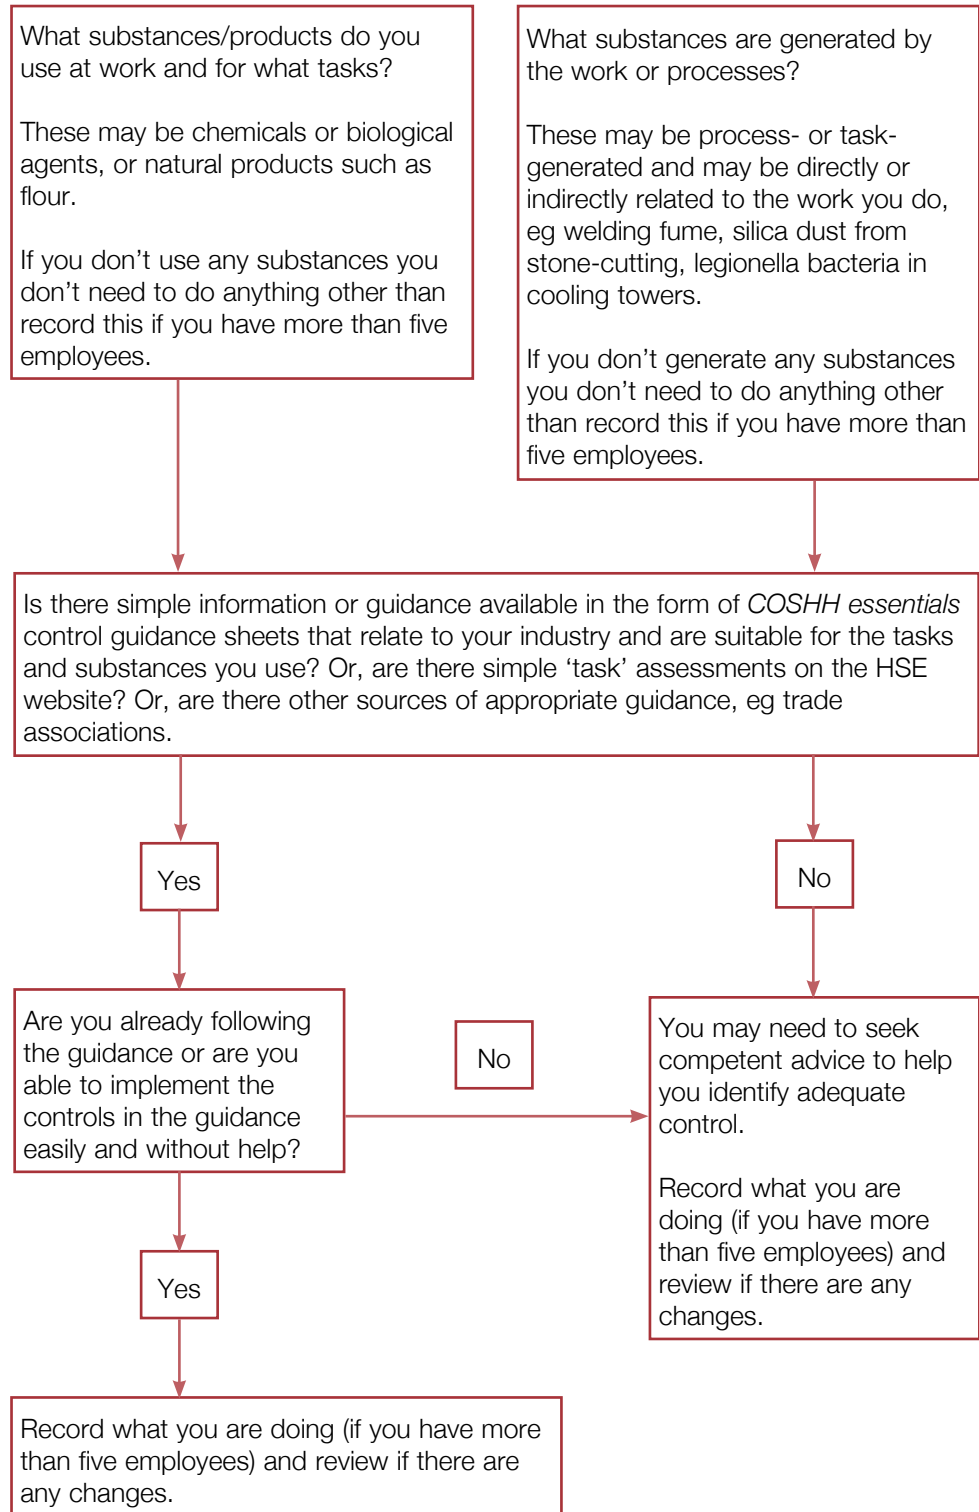 What substances/products do you
use at work and for what tasks?
These may be chemicals or biological
agents, or natural products such as
flour.
If you don’t use any substances you
don’t need to do anything other than
record this if you have more than five
employees.
What substances are generated by
the work or processes?
These may be process- or task-
generated and may be directly or
indirectly related to the work you do,
eg welding fume, silica dust from
stone-cutting, legionella bacteria in
cooling towers.
If you don’t generate any substances
you don’t need to do anything other
than record this if you have more than
five employees.
Is there simple information or guidance available in the form of COSHH essentials
control guidance sheets that relate to your industry and are suitable for the tasks
and substances you use? Or, are there simple ‘task’ assessments on the HSE
website? Or, are there other sources of appropriate guidance, eg trade
associations.
Yes
No
Are you already following
the guidance or are you
able to implement the
controls in the guidance
easily and without help?
No
You may need to seek
competent advice to help
you identify adequate
control.
Record what you are
doing (if you have more
than five employees) and
review if there are any
changes.
Yes
Record what you are doing (if you have more
than five employees) and review if there are
any changes.